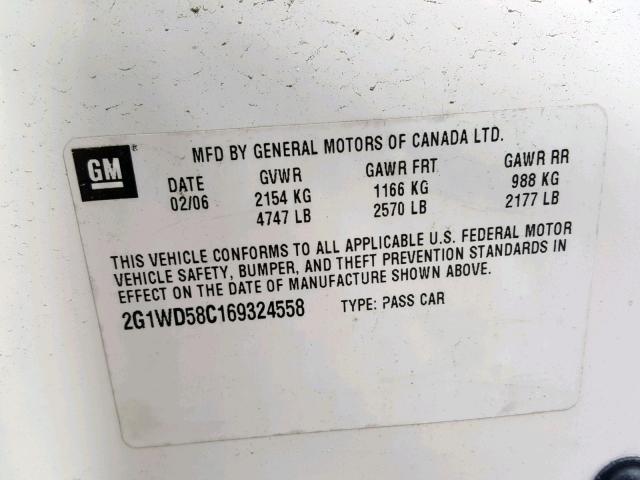 MFD BY GENERAL MOTORS OF CANADA LTD.
GM®
DATE GVWR GAWR FRT GAWR RR
02/06 2154 KG 1166 KG 988 KG
4747 LB 2570 LB 2177 LB
THIS VEHICLE CONFORMS TO ALL APPLICABLE U.S. FEDERAL MOTOR
VEHICLE SAFETY, BUMPER, AND THEFT PREVENTION STANDARDS IN
EFFECT ON THE DATE OF MANUFACTURE SHOWN ABOVE.
2G1WD58C169324558 TYPE: PASS CAR